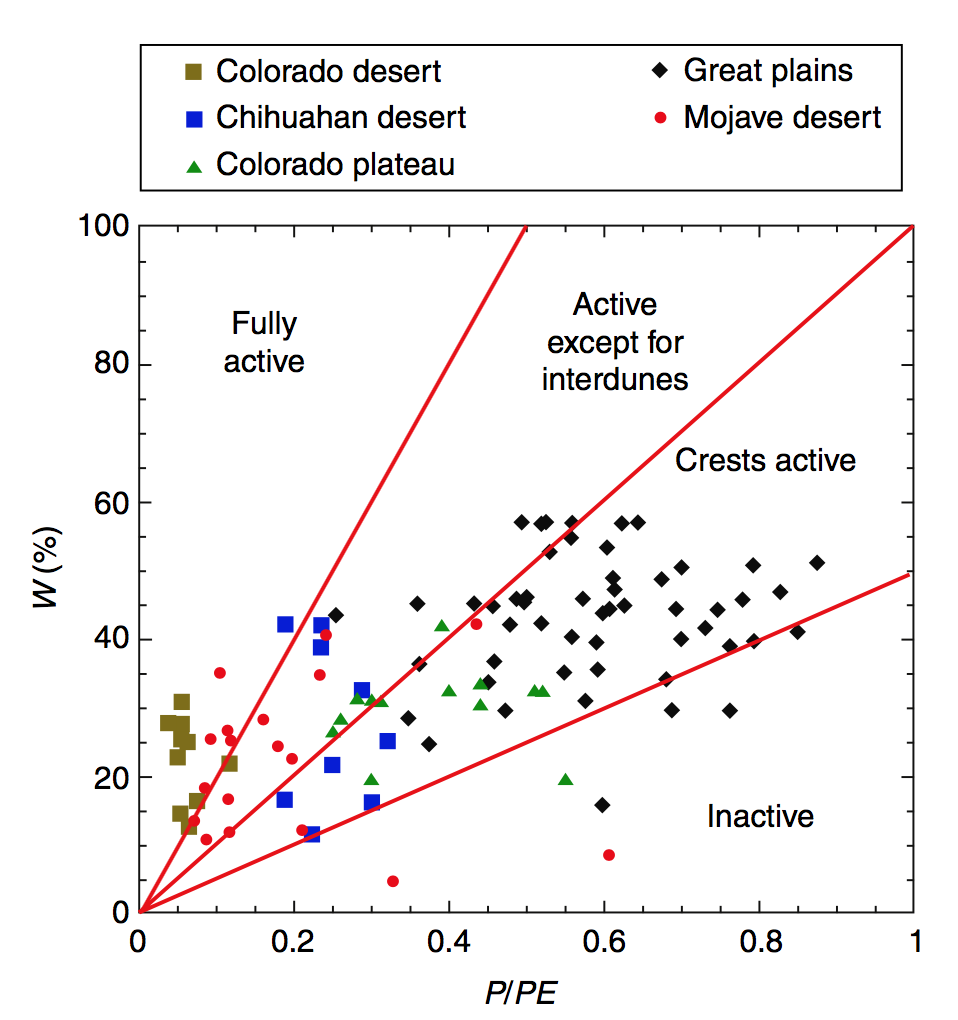 Colorado desert
Chihuahan desert
Colorado plateau
Great plains
Mojave desert
100
80
60
40
20
0
W (%)
Fully
active
Active
except for
interdunes
Crests active
Inactive
0
0.2
0.4
0.6
0.8
1
P/PE